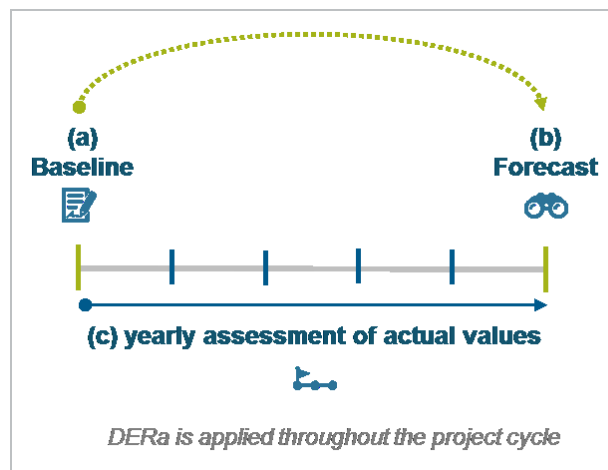 (a)
Baseline
(b)
Forecast
(c) yearly assessment of actual values
DERa is applied throughout the project cycle